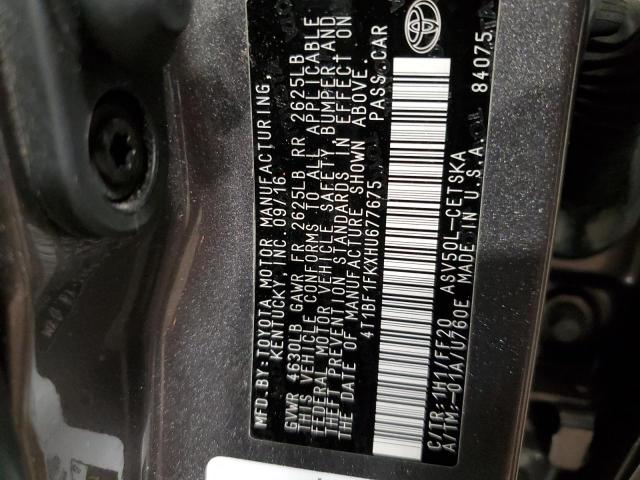 MFD.BY:TOYOTA MOTOR MANUFACTURING,
KENTUCKY, INC. 09/16
GVWR 4630LB GAWR FR 2625LB RR 2625LB
THIS VEHICLE CONFORMS TO ALL APPLICABLE
FEDERAL MOTOR VEHICLE SAFETY, BUMPER, AND
THEFT PREVENTION STANDARDS IN EFFECT ON
THE DATE OF MANUFACTURE SHOWN ABOVE.
4T1BF1FKXHU677675 PASS.CAR
C/TR:1H1/FF20 ASV50L-CETSKA
A/TM:-01A/U760E MADE IN U.S.A.
84075